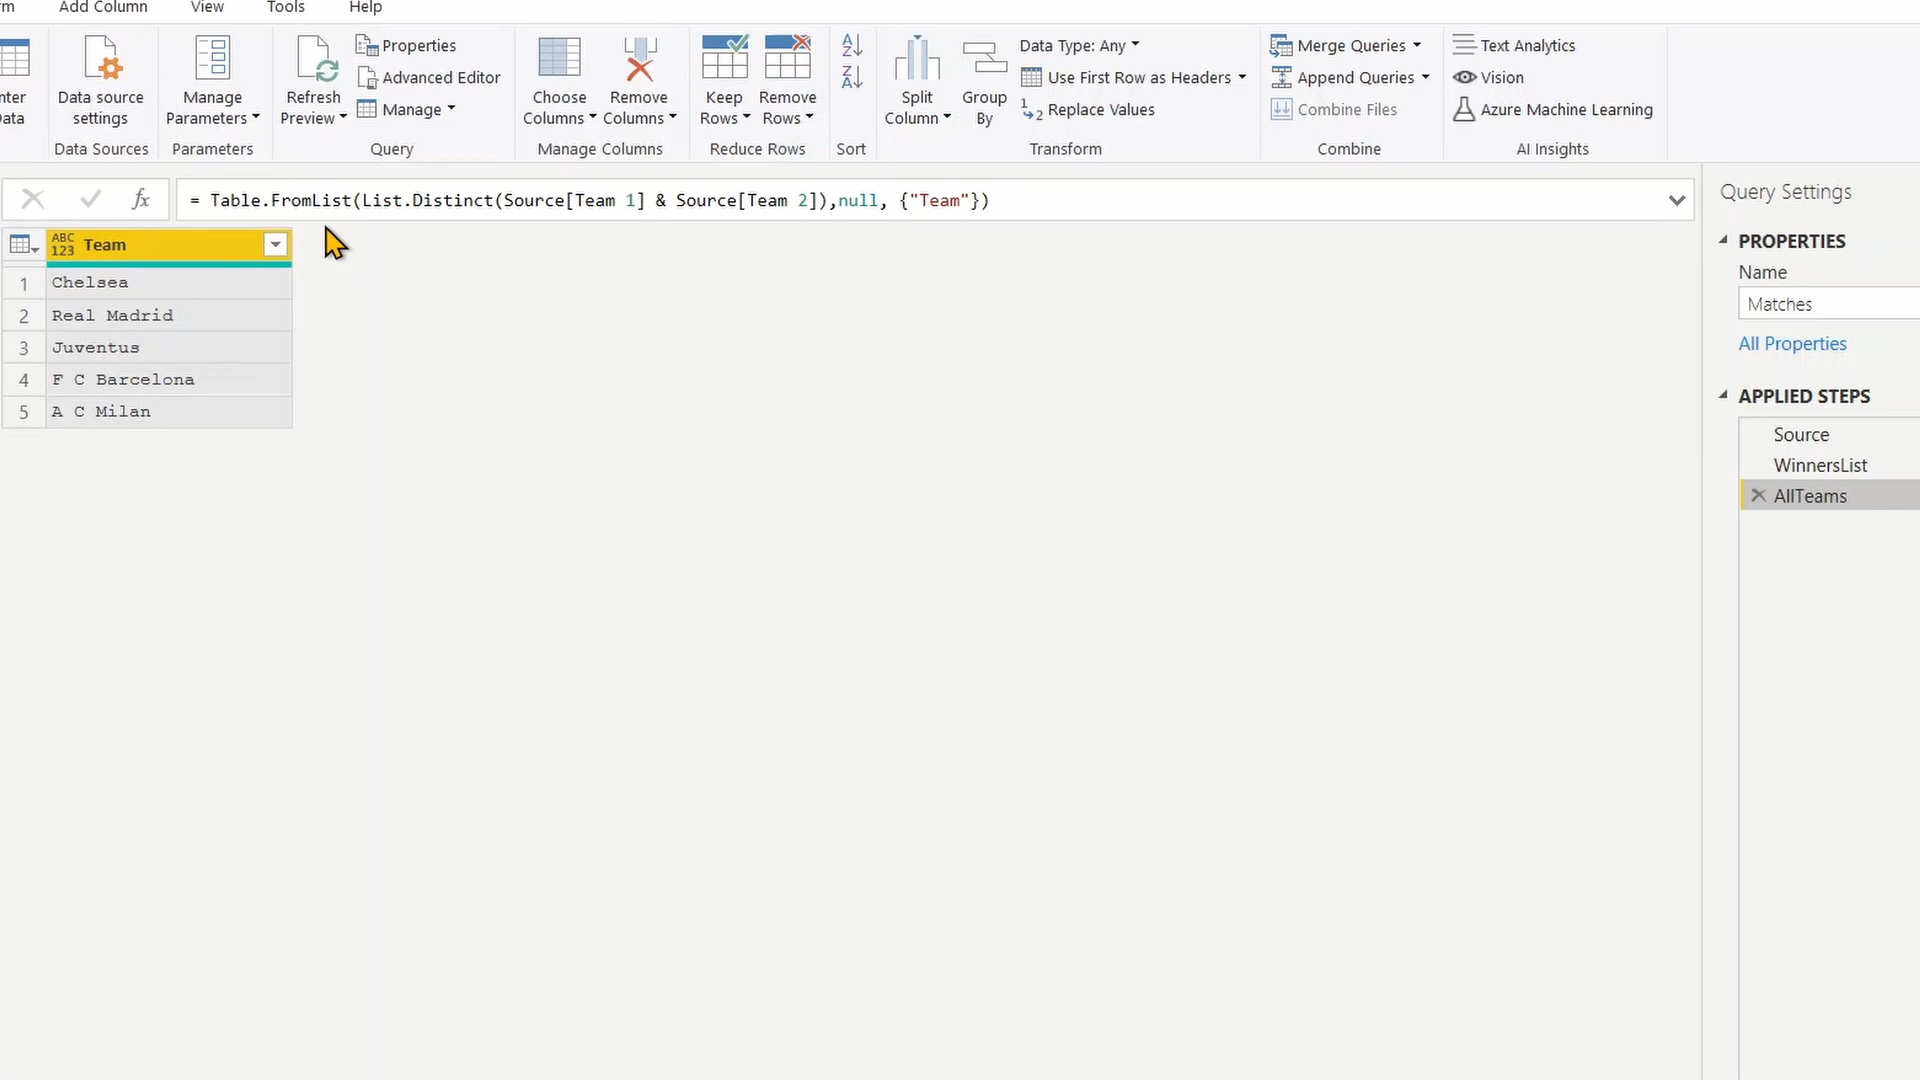 Add Column View Tools Help
Data source settings
Manage Parameters
Refresh Preview
Properties
Advanced Editor
Manage
Choose Columns
Remove Columns
Keep Rows
Remove Rows
Split Column
Group By
Data Type: Any
Use First Row as Headers
Replace Values
Merge Queries
Append Queries
Combine Files
Text Analytics
Vision
Azure Machine Learning
Data Sources Parameters Query Manage Columns Reduce Rows Sort Transform Combine AI Insights
fx = Table.FromList(List.Distinct(Source[Team 1] & Source[Team 2]),null, {"Team"})
ABC 123 Team
1 Chelsea
2 Real Madrid
3 Juventus
4 F C Barcelona
5 A C Milan
Query Settings
PROPERTIES
Name
Matches
All Properties
APPLIED STEPS
Source
WinnersList
AllTeams